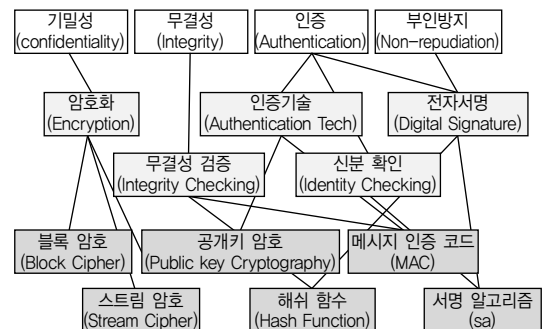 기밀성
(confidentiality)
무결성
(Integrity)
인증
(Authentication)
부인방지
(Non-repudiation)
암호화
(Encryption)
인증기술
(Authentication Tech)
전자서명
(Digital Signature)
무결성 검증
(Integrity Checking)
신분 확인
(Identity Checking)
블록 암호
(Block Cipher)
공개키 암호
(Public key Cryptography)
메시지 인증 코드
(MAC)
스트림 암호
(Stream Cipher)
해쉬 함수
(Hash Function)
서명 알고리즘
(sa)